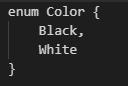 enum Color {
    Black,
    White
}